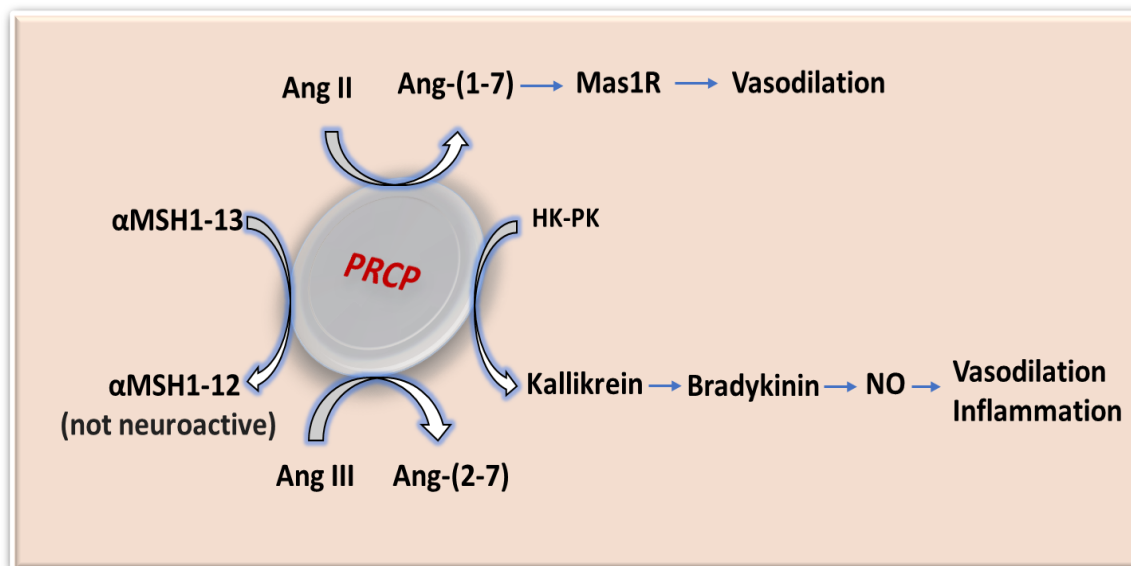 Ang II
Ang-(1-7)
Mas1R
Vasodilation
αMSH1-13
HK-PK
PRCP
αMSH1-12
(not neuroactive)
Kallikrein
Bradykinin
NO
Vasodilation
Inflammation
Ang III
Ang-(2-7)